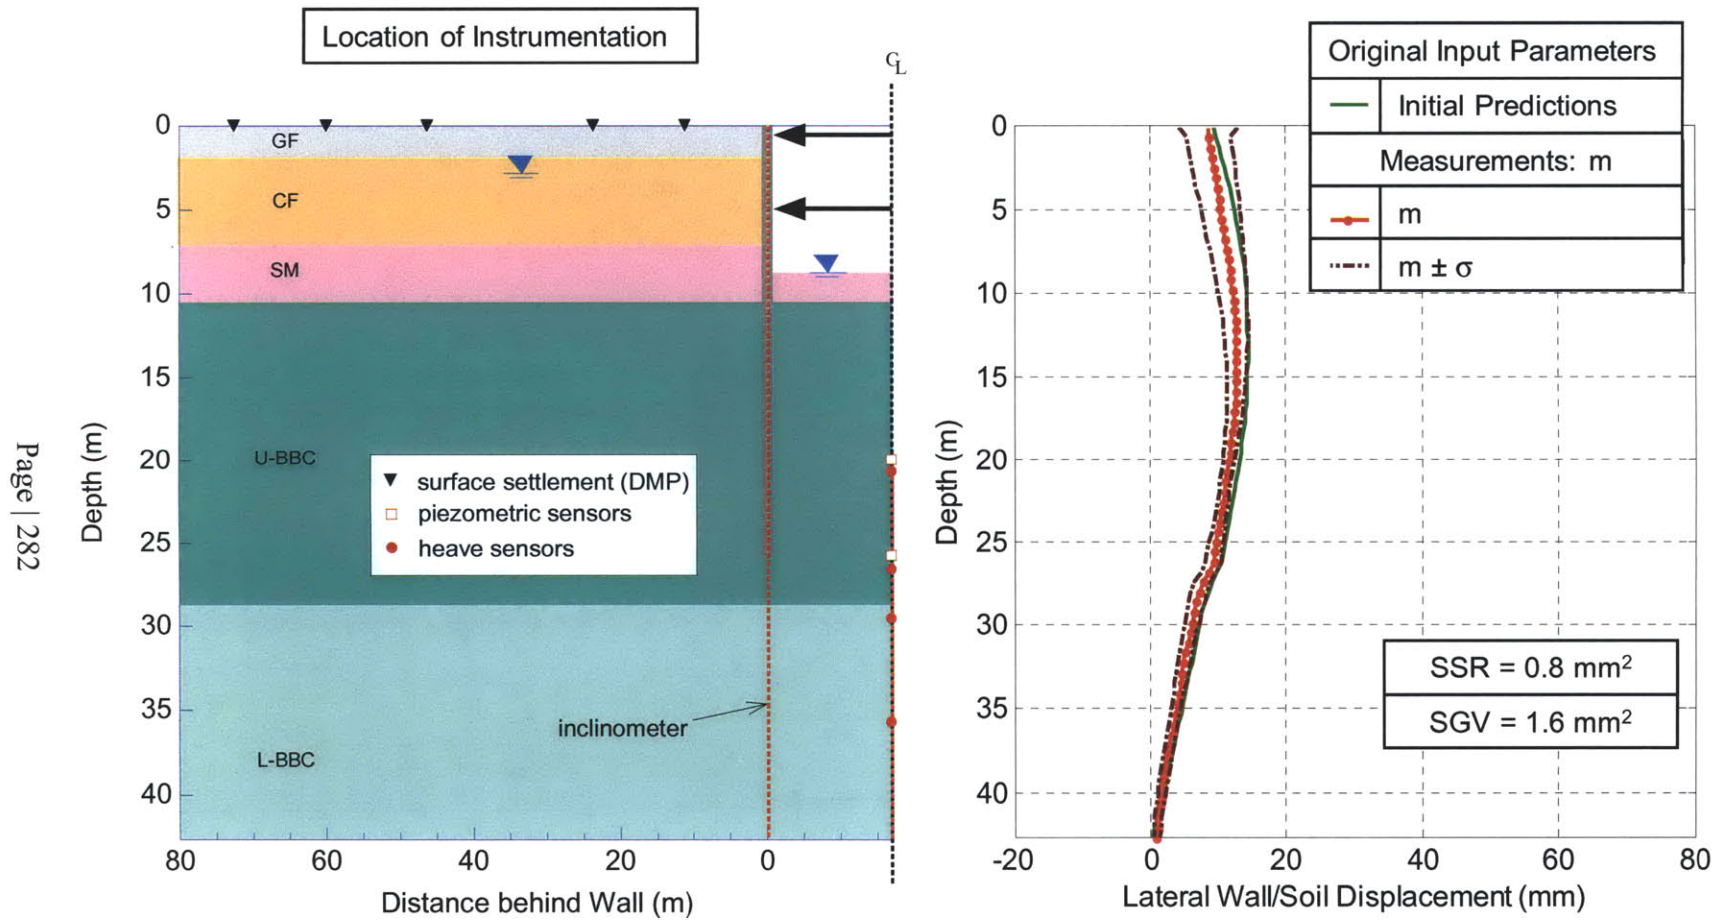 Location of Instrumentation
C
L
0
5
10
15
20
25
30
35
40
Depth (m)
GF
CF
SM
U-BBC
L-BBC
surface settlement (DMP)
piezometric sensors
heave sensors
inclinometer
80
60
40
20
0
Distance behind Wall (m)
Original Input Parameters
Initial Predictions
Measurements: m
m
m ± σ
0
5
10
15
20
25
30
35
40
Depth (m)
SSR = 0.8 mm²
SGV = 1.6 mm²
-20
0
20
40
60
80
Lateral Wall/Soil Displacement (mm)
Page | 282